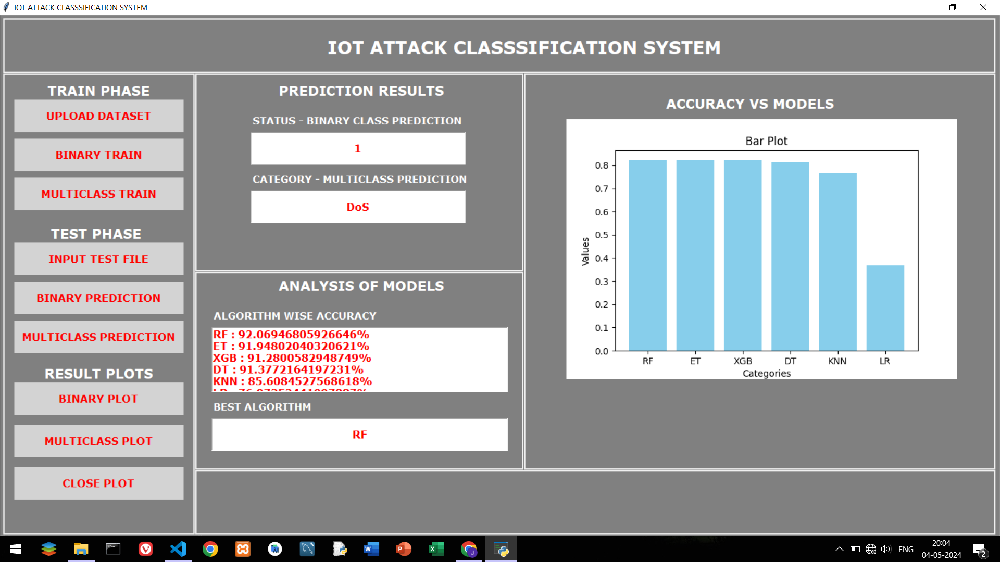 IOT ATTACK CLASSSIFICATION SYSTEM
IOT ATTACK CLASSSIFICATION SYSTEM
TRAIN PHASE
UPLOAD DATASET
BINARY TRAIN
MULTICLASS TRAIN
TEST PHASE
INPUT TEST FILE
BINARY PREDICTION
MULTICLASS PREDICTION
RESULT PLOTS
BINARY PLOT
MULTICLASS PLOT
CLOSE PLOT
PREDICTION RESULTS
STATUS - BINARY CLASS PREDICTION
1
CATEGORY - MULTICLASS PREDICTION
DoS
ANALYSIS OF MODELS
ALGORITHM WISE ACCURACY
RF : 92.06946805926646%
ET : 91.94802040320621%
XGB : 91.2800582948749%
DT : 91.3772164197231%
KNN : 85.6084527568618%
BEST ALGORITHM
RF
ACCURACY VS MODELS
Bar Plot
Values
0.8
0.7
0.6
0.5
0.4
0.3
0.2
0.1
0.0
RF ET XGB DT KNN LR
Categories
ENG
20:04
04-05-2024
2